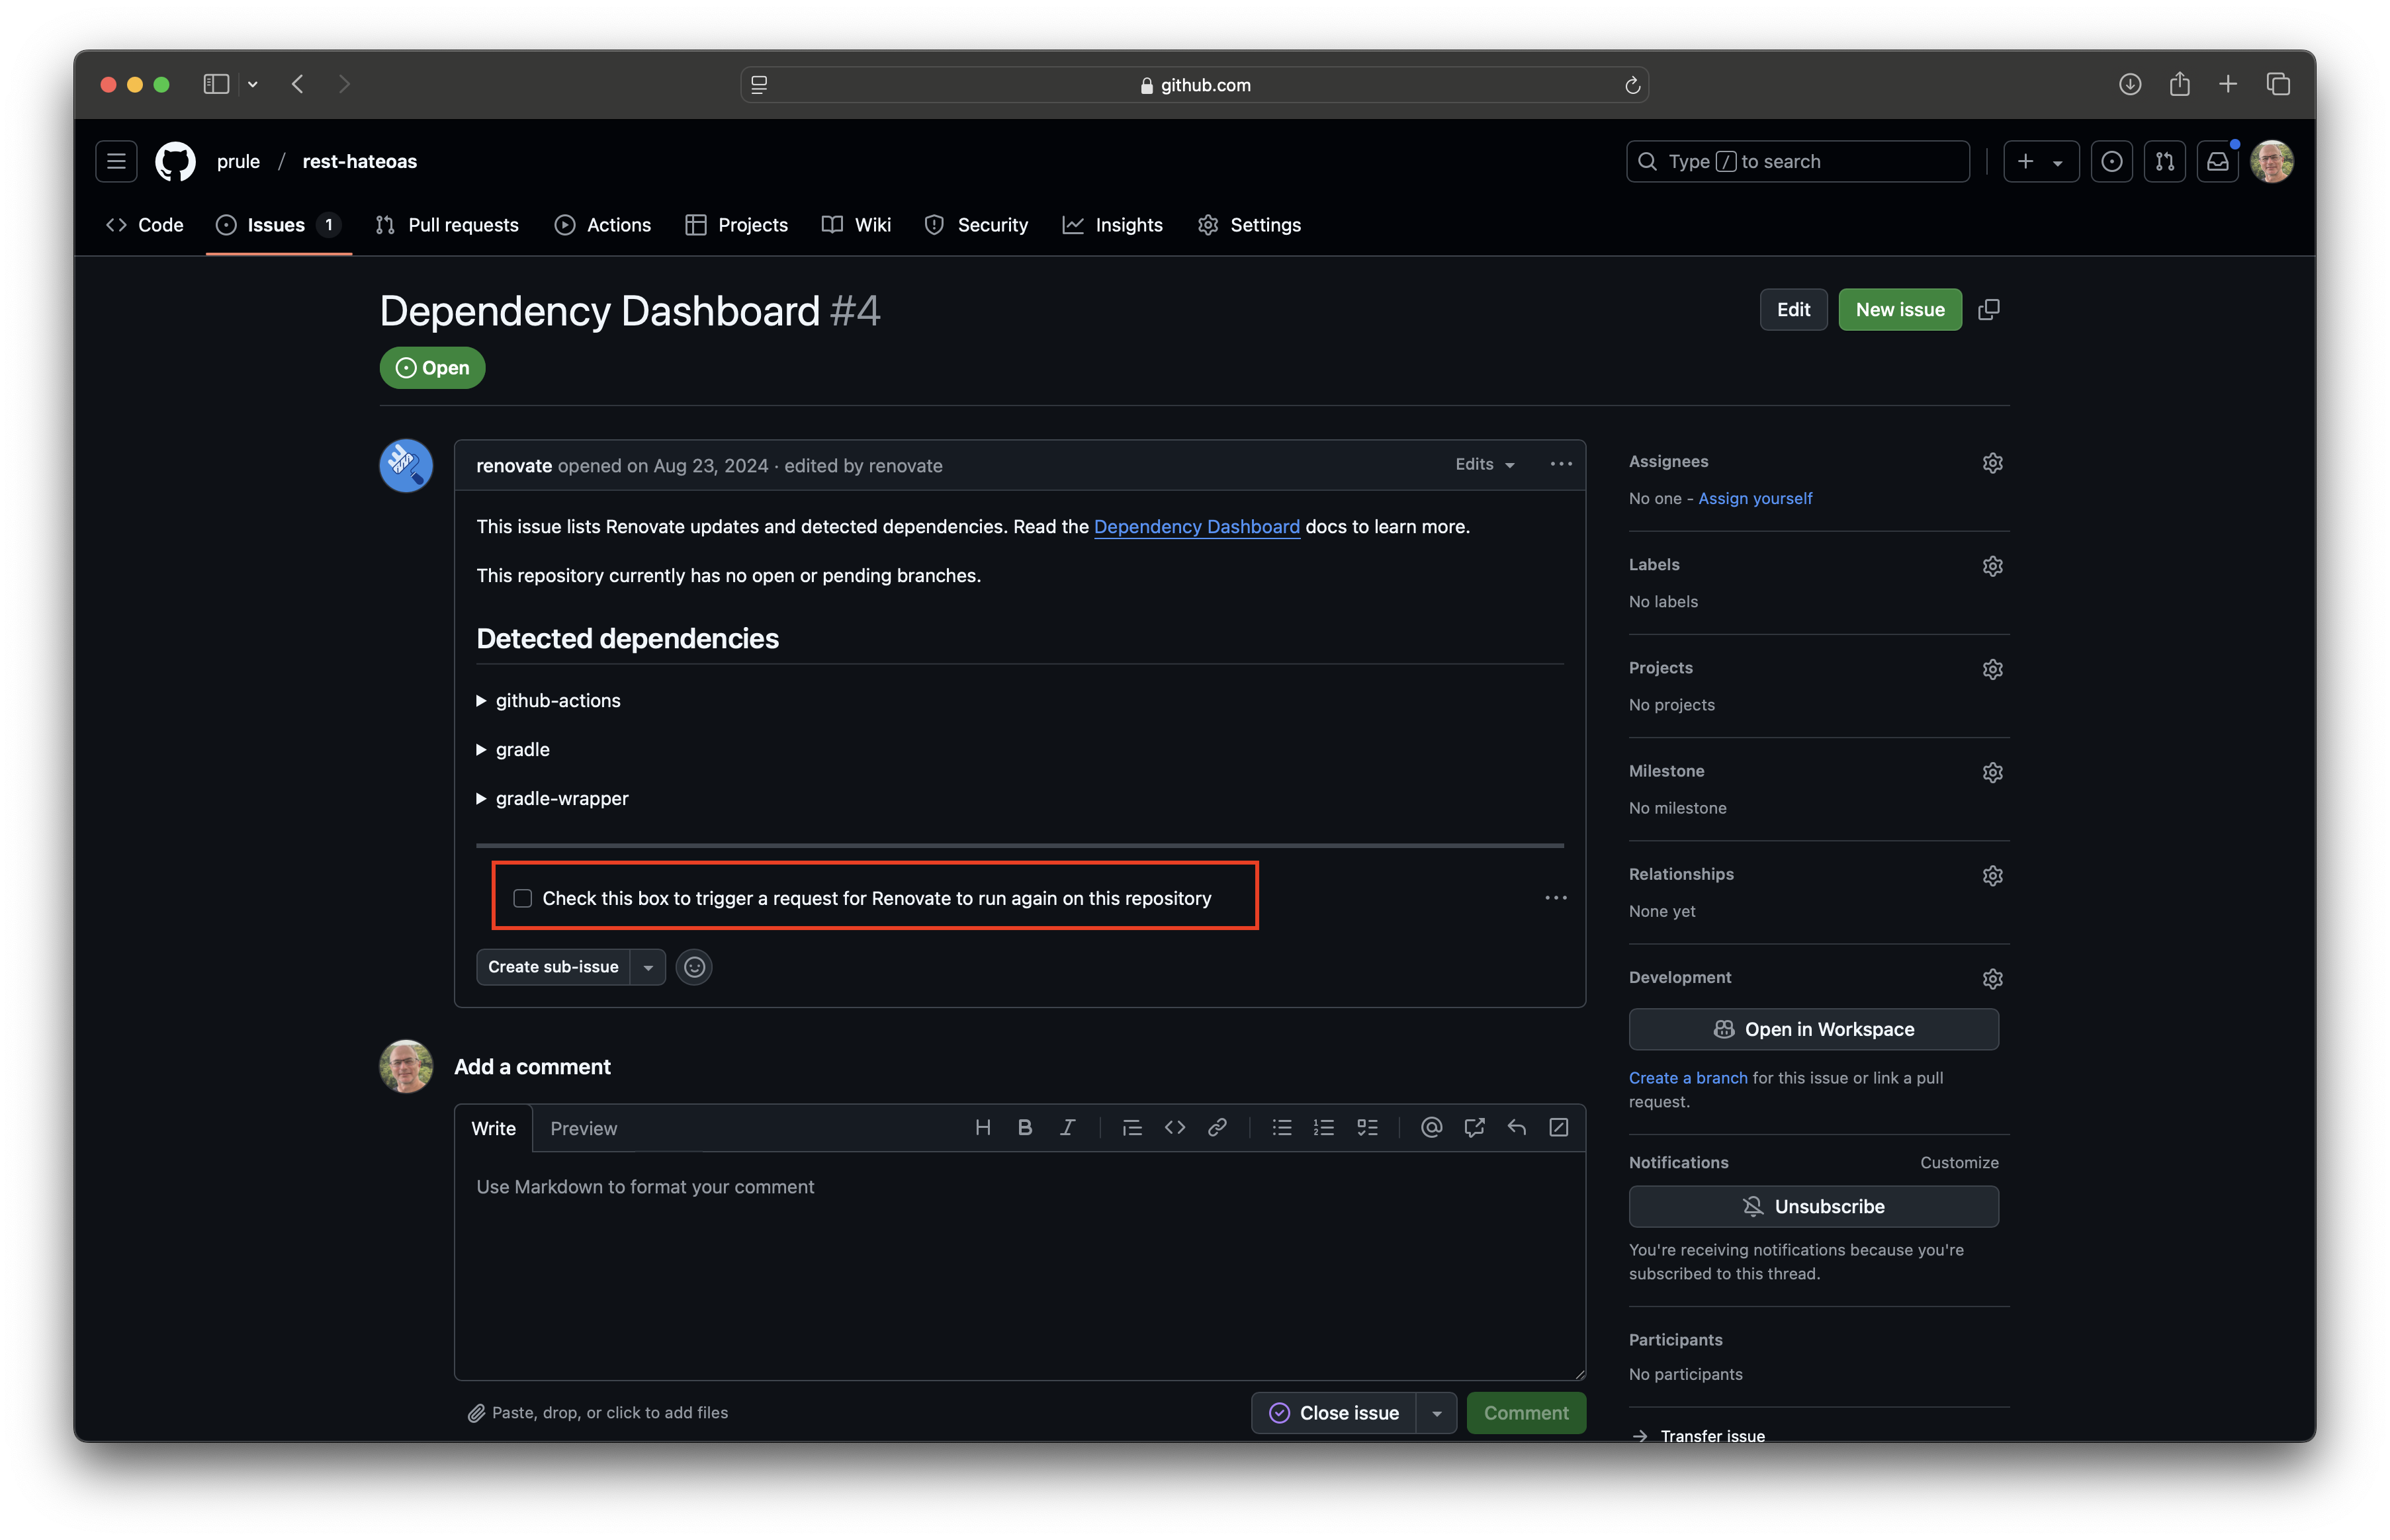 github.com
prule / rest-hateoas
Type / to search
Code Issues 1 Pull requests Actions Projects Wiki Security Insights Settings
Dependency Dashboard #4
Edit New issue
Open
renovate opened on Aug 23, 2024 · edited by renovate
Edits
This issue lists Renovate updates and detected dependencies. Read the Dependency Dashboard docs to learn more.
This repository currently has no open or pending branches.
Detected dependencies
github-actions
gradle
gradle-wrapper
Check this box to trigger a request for Renovate to run again on this repository
Create sub-issue
Add a comment
Write Preview
Use Markdown to format your comment
Paste, drop, or click to add files
Close issue Comment
Assignees
No one - Assign yourself
Labels
No labels
Projects
No projects
Milestone
No milestone
Relationships
None yet
Development
Open in Workspace
Create a branch for this issue or link a pull
request.
Notifications Customize
Unsubscribe
You're receiving notifications because you're
subscribed to this thread.
Participants
No participants
Transfer issue